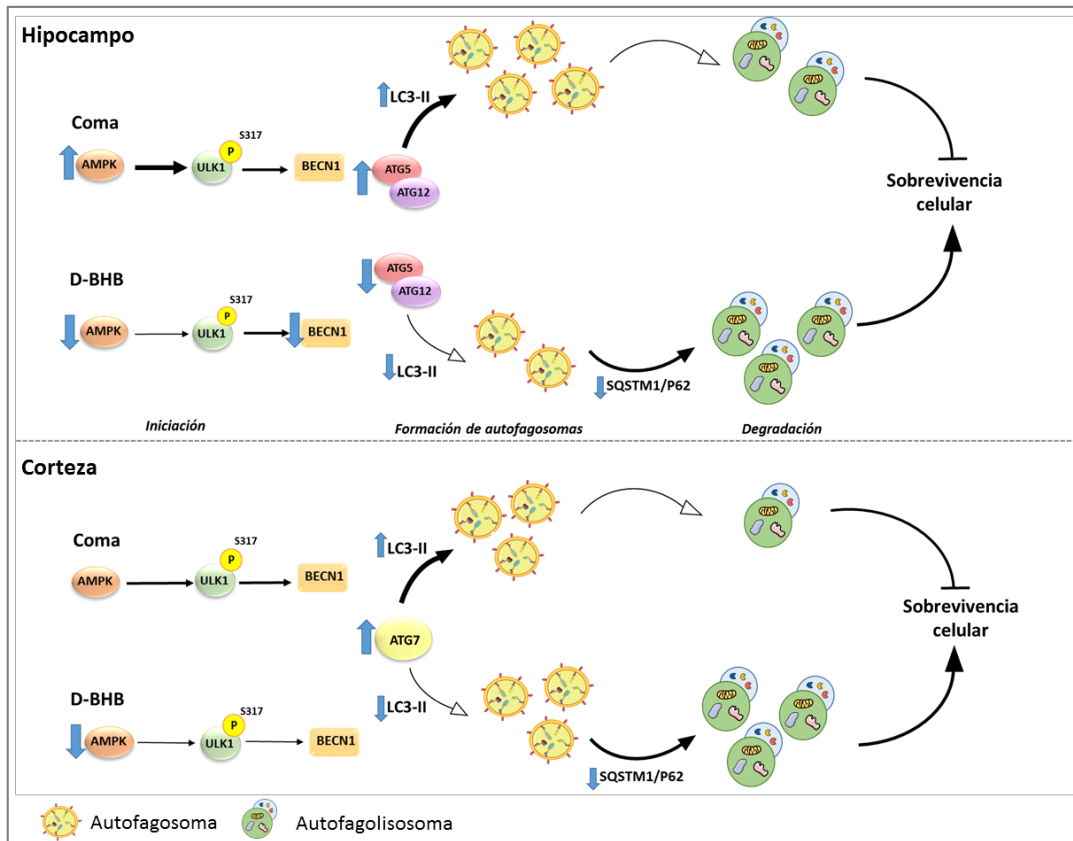 Hipocampo
LC3-II
Coma
S317
P
AMPK
ULK1
BECN1
ATG5
ATG12
Sobrevivencia
celular
D-BHB
S317
P
AMPK
ULK1
BECN1
ATG5
ATG12
LC3-II
SQSTM1/P62
Iniciación
Formación de autofagosomas
Degradación
Corteza
Coma
S317
P
AMPK
ULK1
BECN1
LC3-II
ATG7
Sobrevivencia
celular
D-BHB
S317
P
AMPK
ULK1
BECN1
LC3-II
SQSTM1/P62
Autofagosoma
Autofagolisosoma